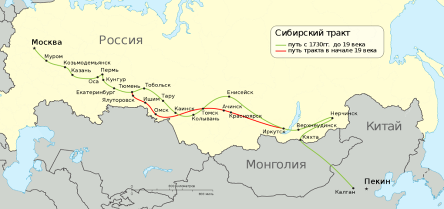 Сибирский тракт
путь с 1730гг. до 19 века
путь тракта в начале 19 века
Россия
Москва
Муром
Козьмодемьянск
Казань
Пермь
Оса
Кунгур
Екатеринбург
Тюмень
Тобольск
Ялуторовск
Ишим
Тару
Омск
Каинск
Колывань
Томск
Енисейск
Ачинск
Красноярск
Иркутск
Верхнеудинск
Нерчинск
Кяхта
Китай
Монголия
Пекин
Калган